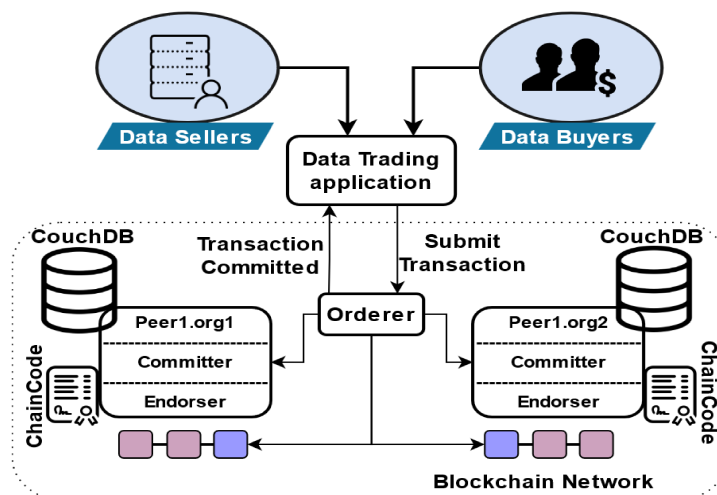 $
Data Sellers
Data Buyers
Data Trading
application
CouchDB
CouchDB
Transaction
Committed
Submit
Transaction
Peer1.org1
Committer
Endorser
Orderer
Peer1.org2
Committer
Endorser
ChainCode
ChainCode
Blockchain Network